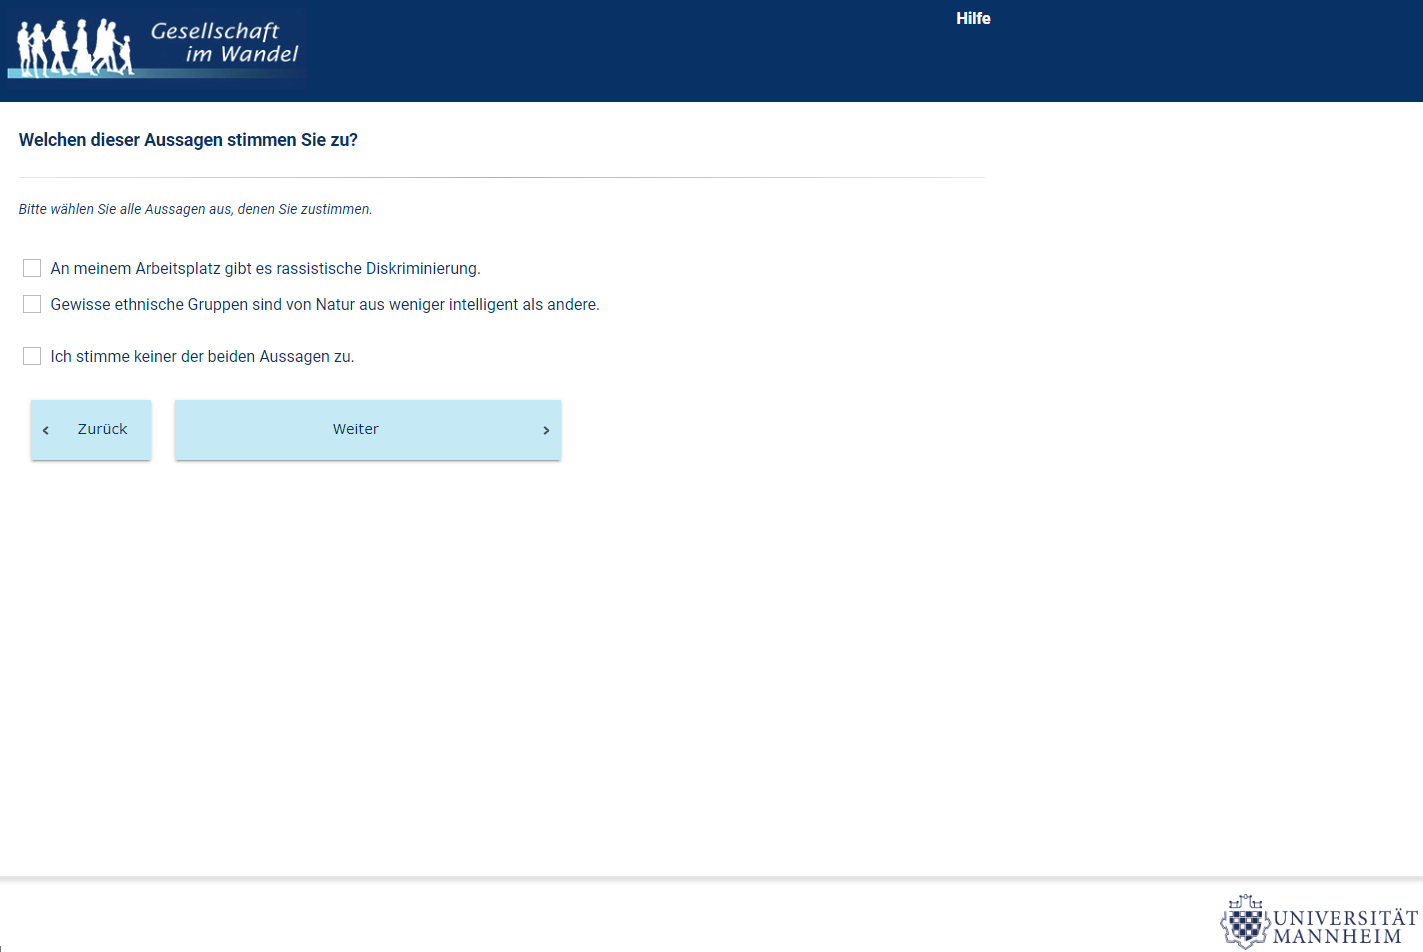 Gesellschaft
im Wandel
Hilfe
Welchen dieser Aussagen stimmen Sie zu?
Bitte wählen Sie alle Aussagen aus, denen Sie zustimmen.
An meinem Arbeitsplatz gibt es rassistische Diskriminierung.
Gewisse ethnische Gruppen sind von Natur aus weniger intelligent als andere.
Ich stimme keiner der beiden Aussagen zu.
Zurück
Weiter
UNIVERSITÄT
MANNHEIM